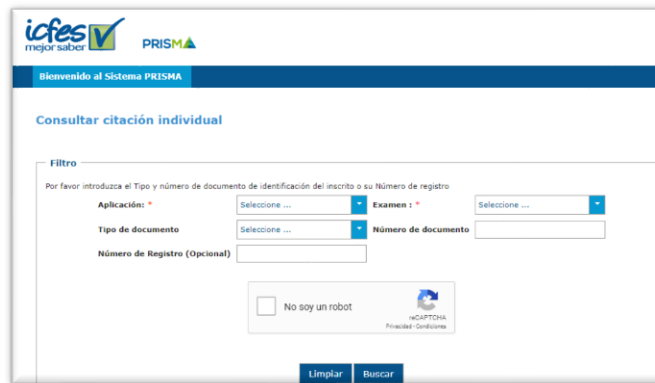 icfes
mejor saber
PRISMA
Bienvenido al Sistema PRISMA
Consultar citación individual
Filtro
Por favor introduzca el Tipo y número de documento de identificación del inscrito o su Número de registro
Aplicación: * Seleccione ... Examen : * Seleccione ...
Tipo de documento Seleccione ... Número de documento
Número de Registro (Opcional)
No soy un robot
reCAPTCHA
Privacidad - Condiciones
Limpiar Buscar